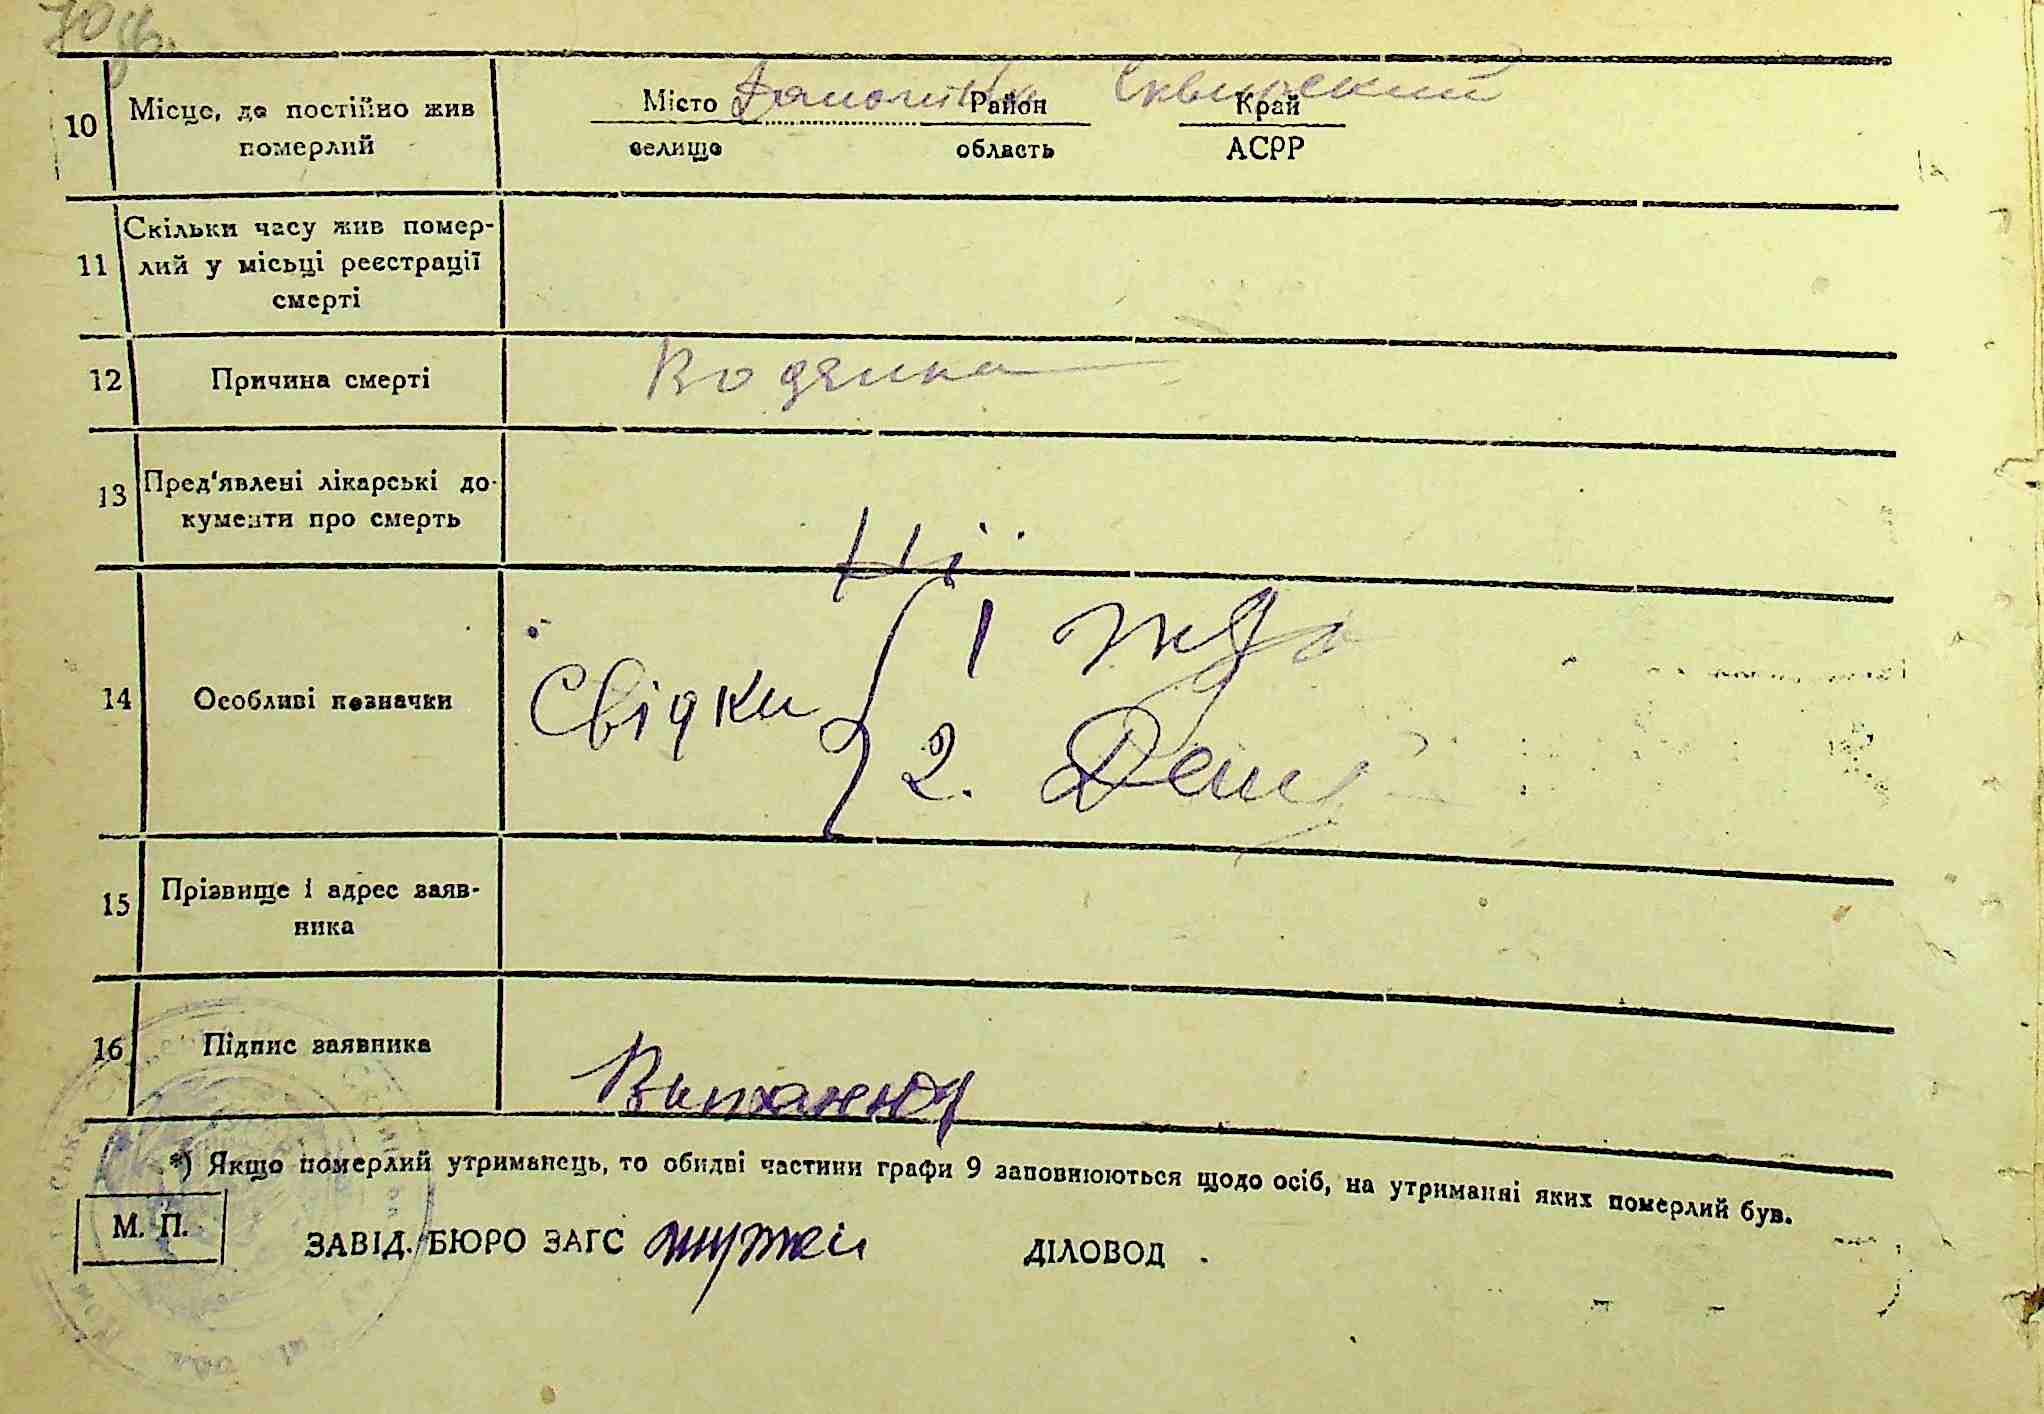 10 Місце, де постійно жив померлий Місто селище Район область Сквирский Край АСРР
11 Скільки часу жив помер-
лий у місьці реєстрації
смерті
12 Причина смерті Водянка
13 Пред'явлені лікарські до-
кументи про смерть Ні
14 Особливі позначки Свідки 1
2.
15 Прізвище і адрес заяв-
ника
16 Підпис заявника
*) Якщо померлий утриманець, то обидві частини графи 9 заповнюються щодо осіб, на утриманні яких померлий був.
М. П.
ЗАВІД. БЮРО ЗАГС ДІЛОВОД